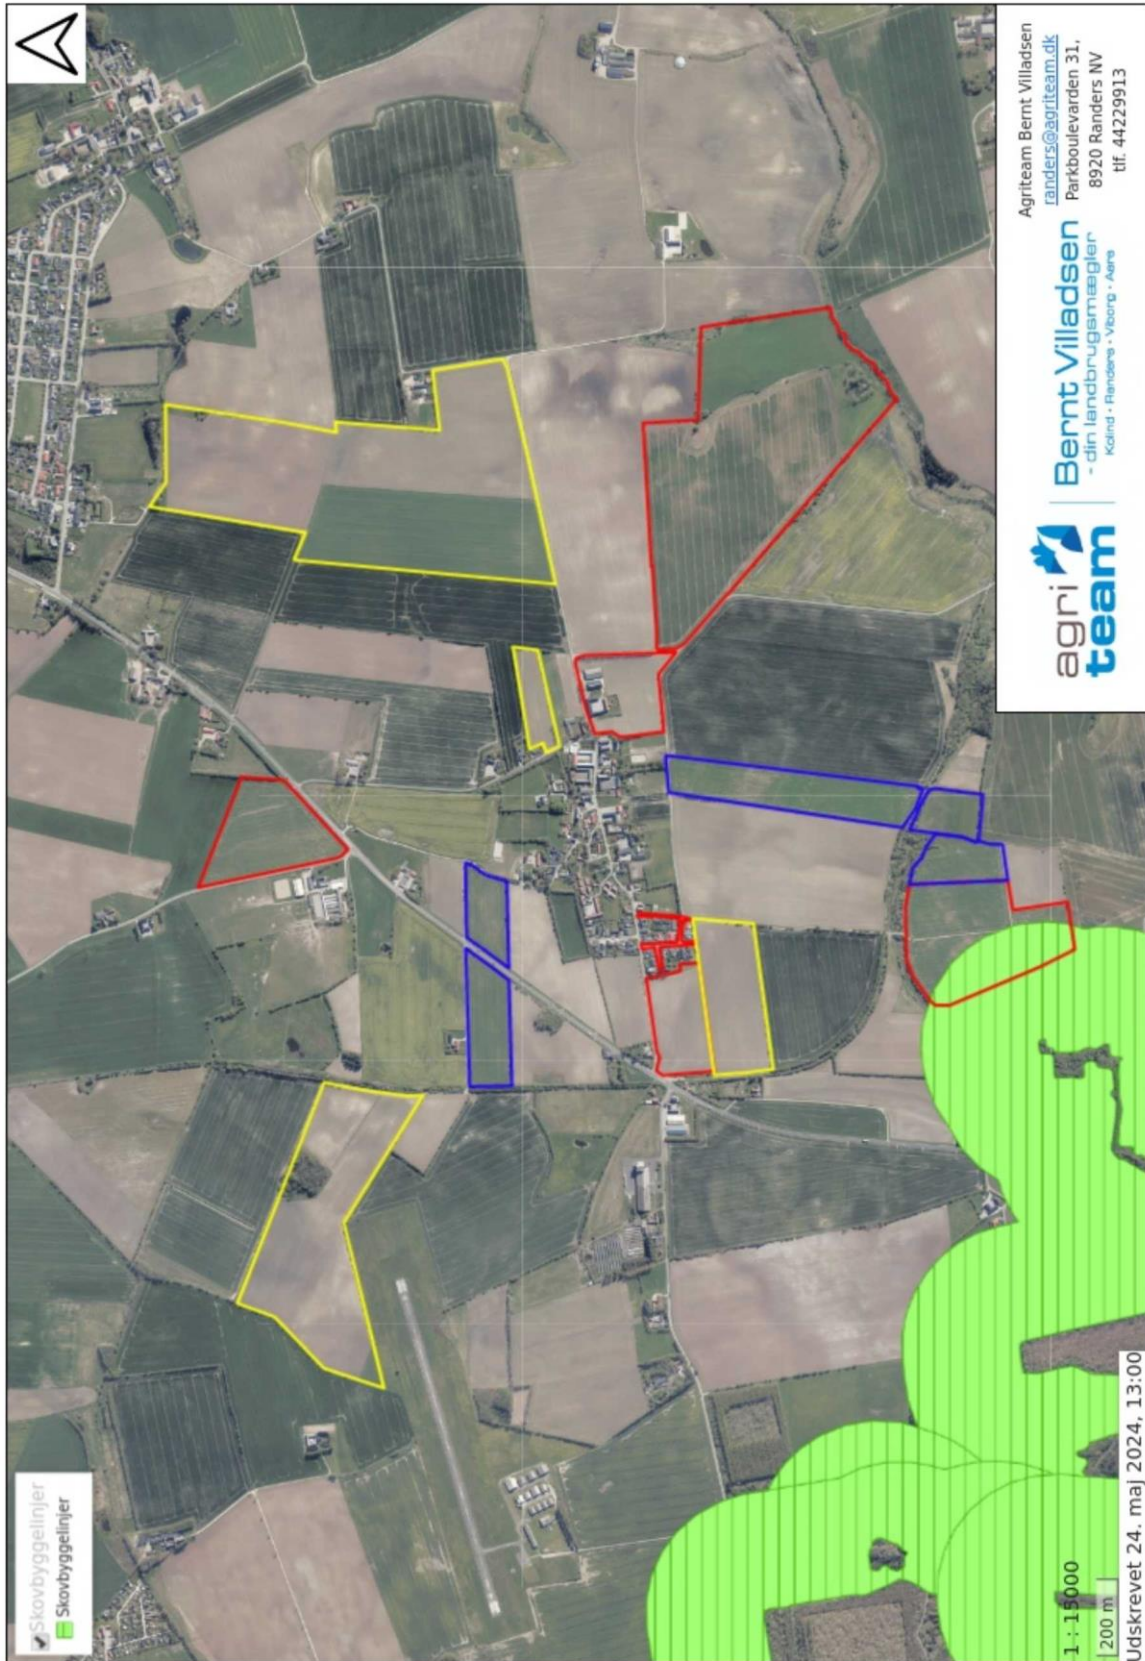 Skovbyggelinjer
Skovbyggelinjer
Agriteam Bernt Villadsen
randers@agriteam.dk
Parkboulevarden 31,
8920 Randers NV
tlf. 44229913
agri
team
Bernt Villadsen
- din landbrugsmægler
Kolind · Randers · Viborg · Aars
1 : 15000
200 m
Udskrevet 24. maj 2024, 13:00